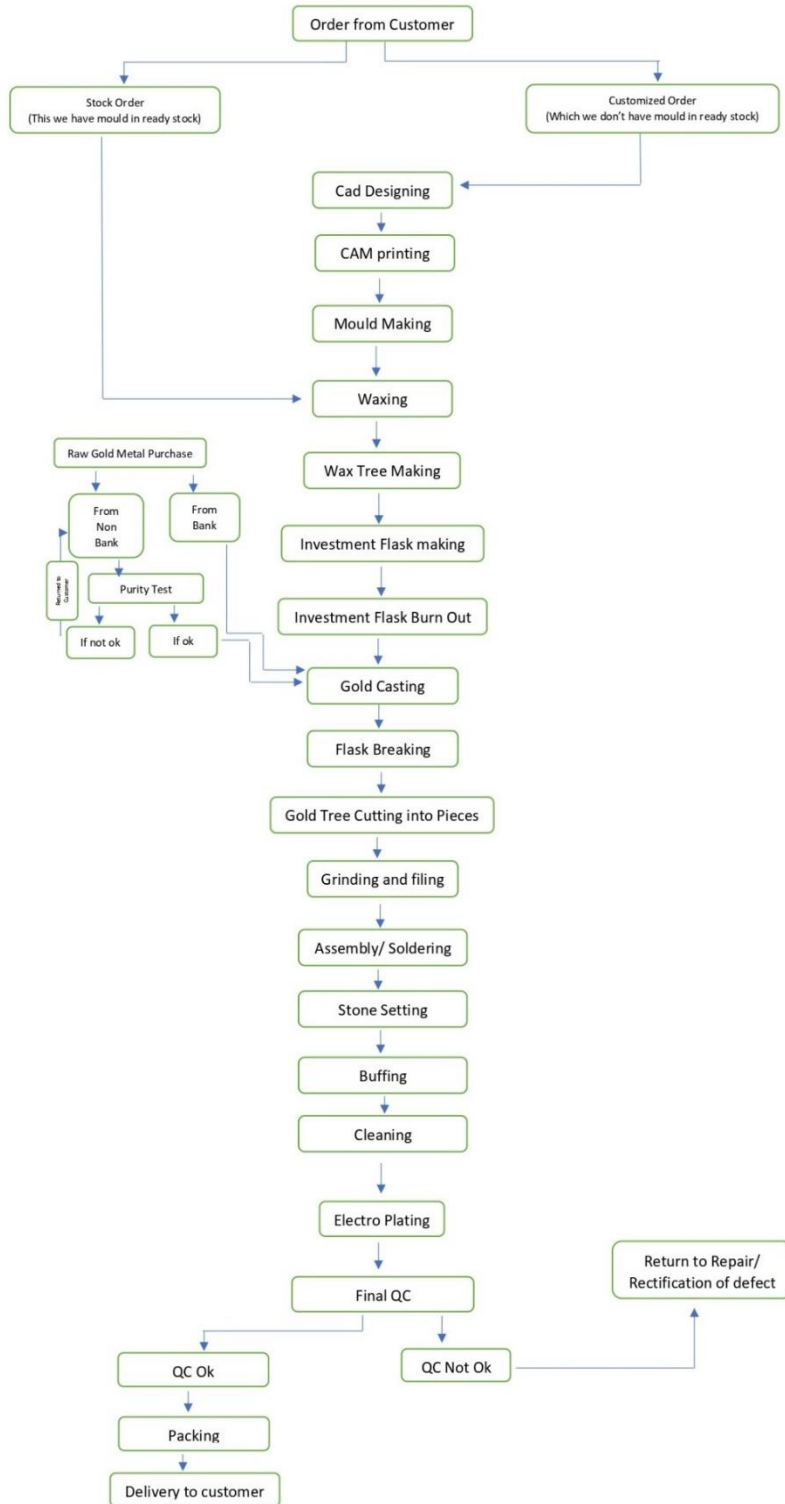 Order from Customer
Stock Order
(This we have mould in ready stock)
Customized Order
(Which we don't have mould in ready stock)
Cad Designing
CAM printing
Mould Making
Waxing
Raw Gold Metal Purchase
Wax Tree Making
From
Non
Bank
From
Bank
Investment Flask making
Returned to
Customer
Purity Test
Investment Flask Burn Out
If not ok
If ok
Gold Casting
Flask Breaking
Gold Tree Cutting into Pieces
Grinding and filing
Assembly/ Soldering
Stone Setting
Buffing
Cleaning
Electro Plating
Return to Repair/
Rectification of defect
Final QC
QC Ok
QC Not Ok
Packing
Delivery to customer